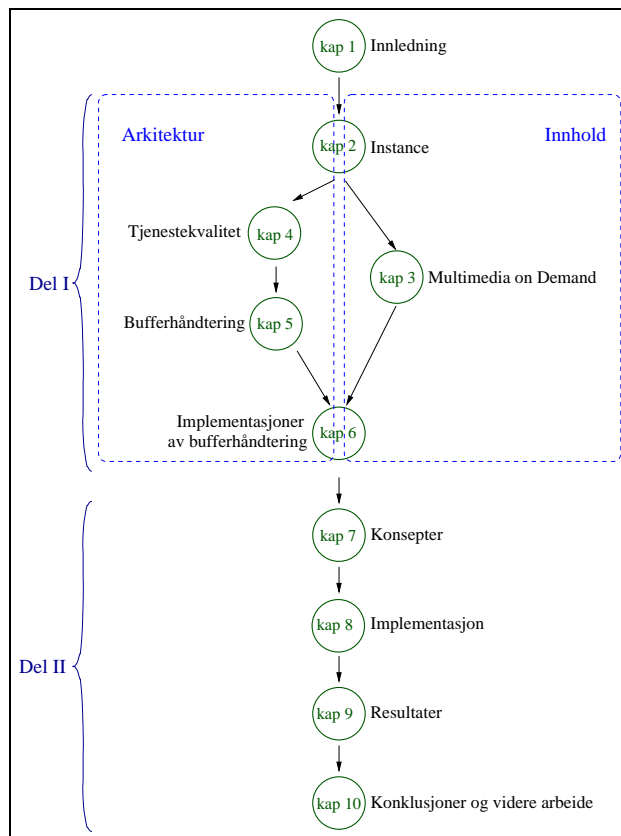 kap 1 Innledning
Arkitektur
Innhold
kap 2 Instance
Tjenestekvalitet kap 4
kap 3 Multimedia on Demand
Del I
Bufferhåndtering kap 5
Implementasjoner
av bufferhåndtering
kap 6
kap 7 Konsepter
kap 8 Implementasjon
Del II
kap 9 Resultater
kap 10 Konklusjoner og videre arbeide